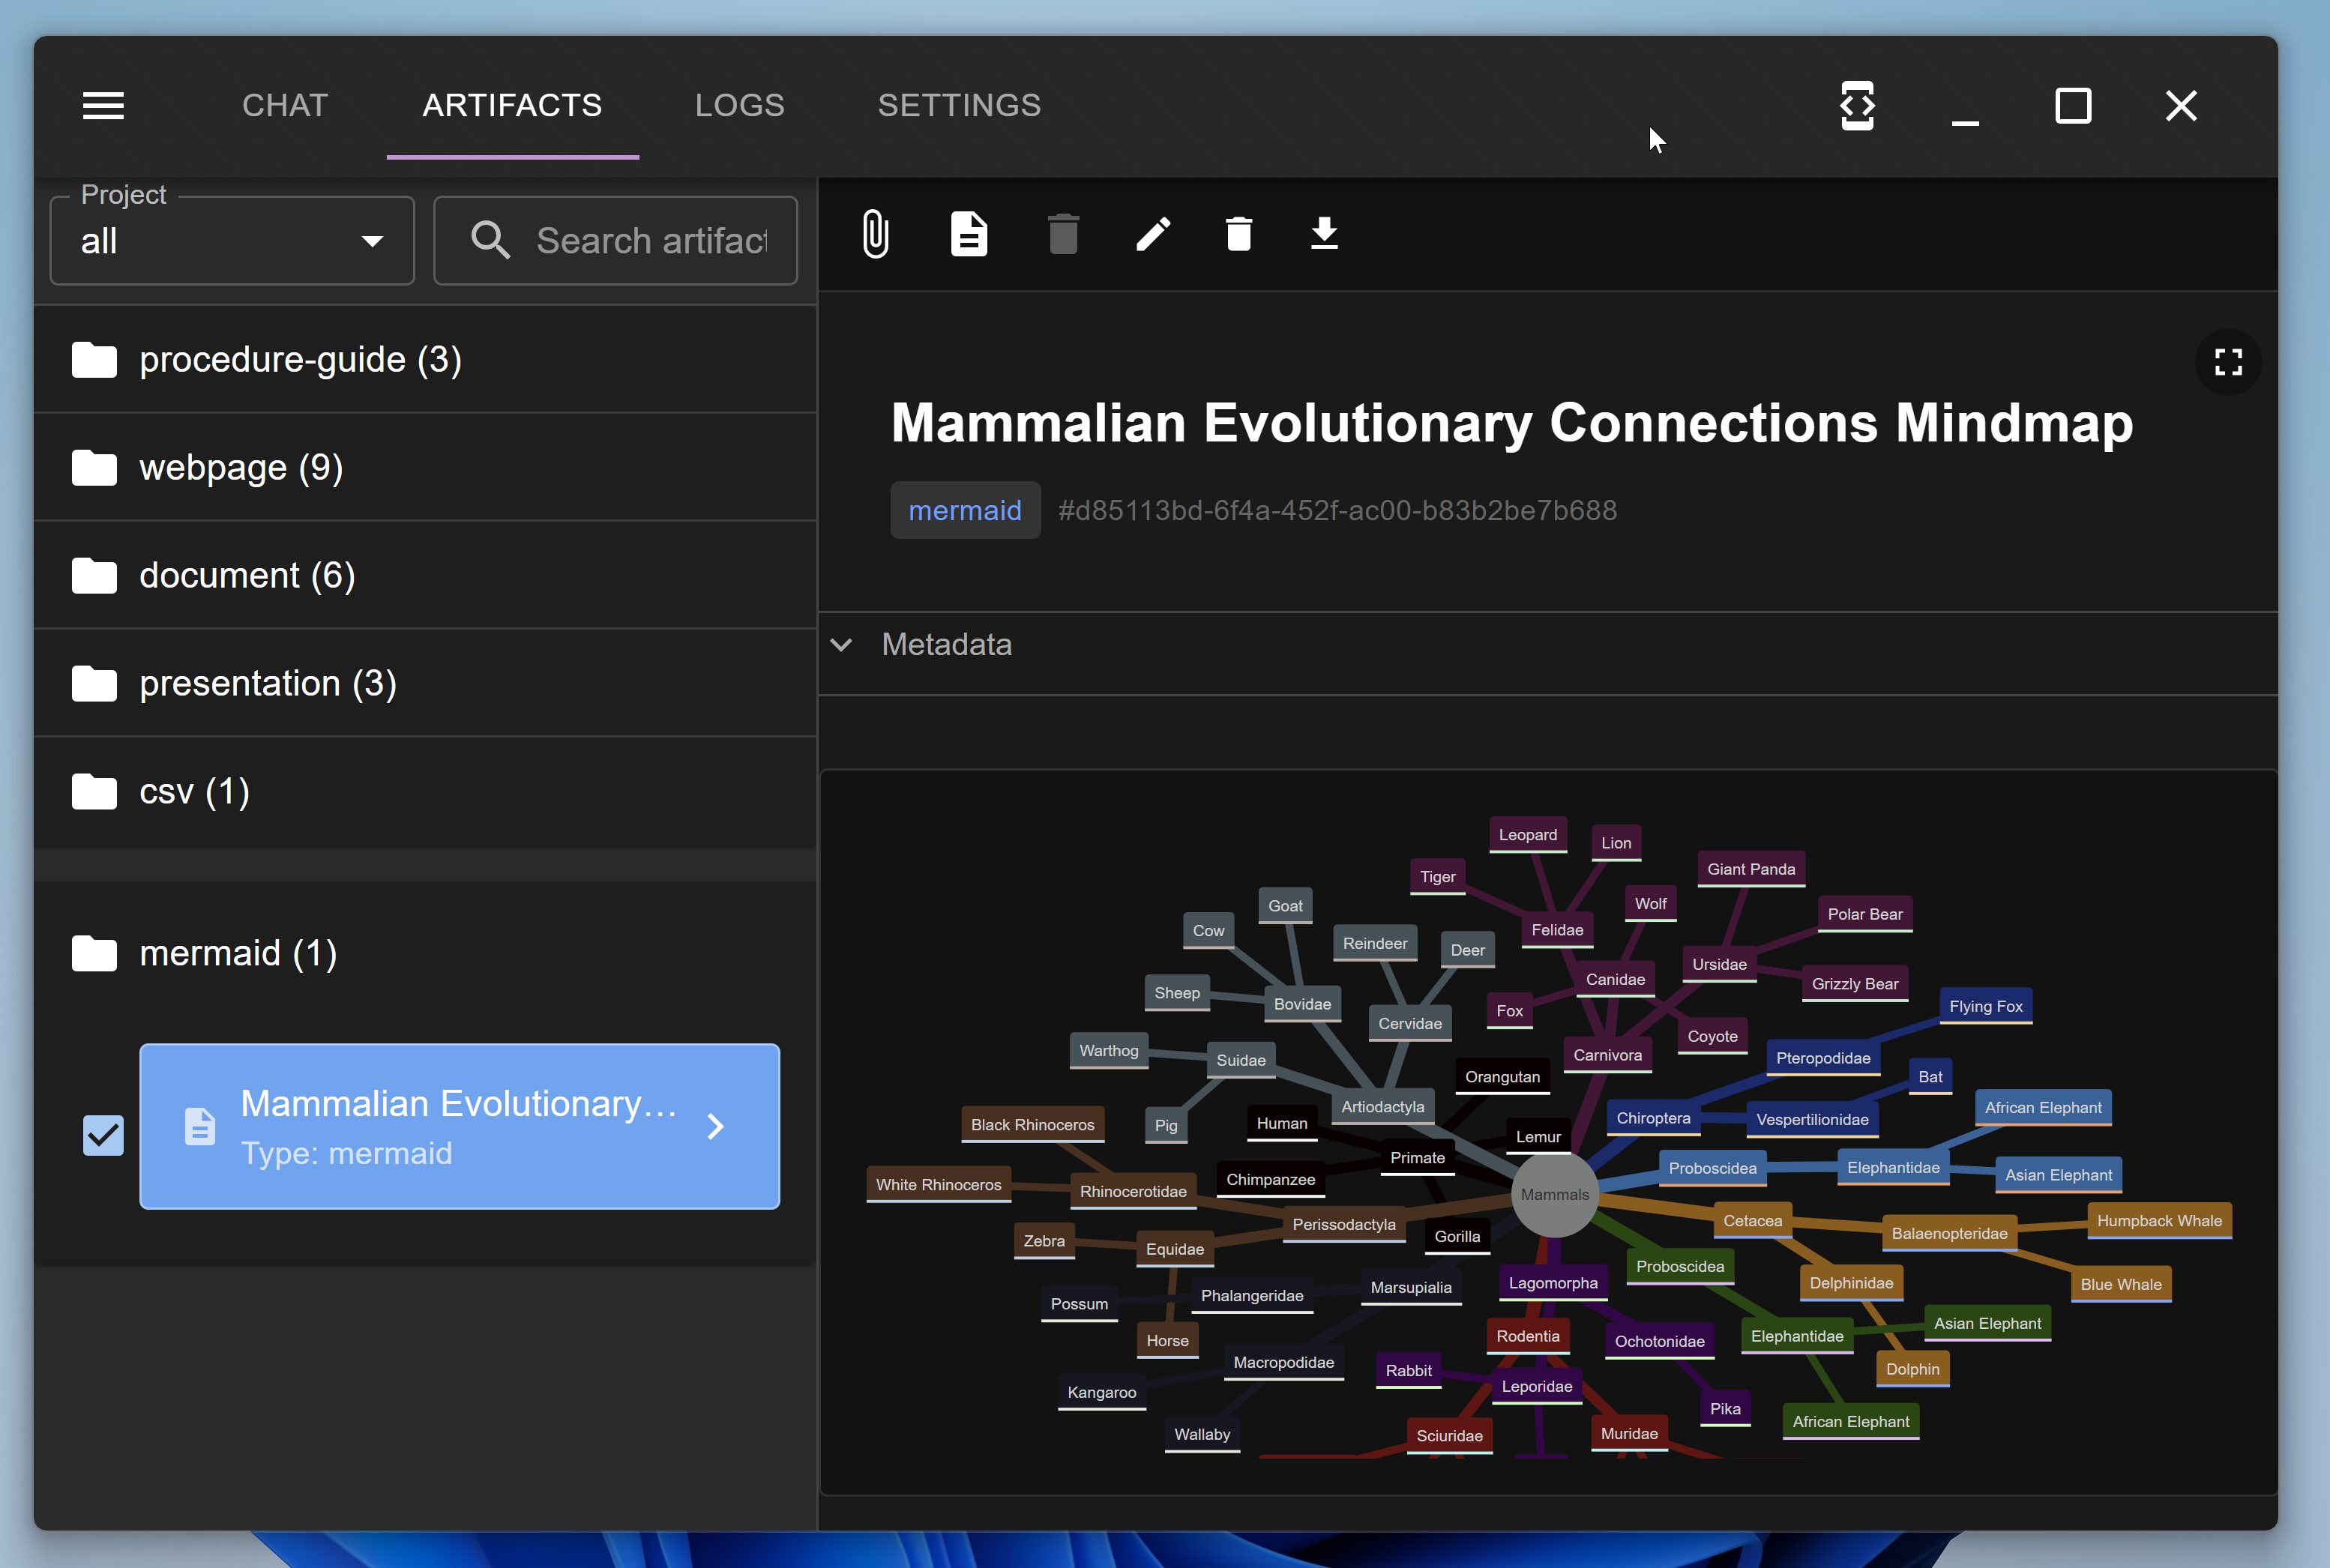 CHAT
ARTIFACTS
LOGS
SETTINGS
Project
all
Search artifac
procedure-guide (3)
webpage (9)
document (6)
presentation (3)
csv (1)
mermaid (1)
Mammalian Evolutionary…
Type: mermaid
Mammalian Evolutionary Connections Mindmap
mermaid
#d85113bd-6f4a-452f-ac00-b83b2be7b688
Metadata
Leopard
Lion
Giant Panda
Tiger
Wolf
Goat
Polar Bear
Cow
Felidae
Reindeer
Deer
Ursidae
Canidae
Grizzly Bear
Sheep
Bovidae
Flying Fox
Fox
Cervidae
Coyote
Warthog
Suidae
Carnivora
Pteropodidae
Orangutan
Bat
Artiodactyla
African Elephant
Black Rhinoceros
Pig
Human
Chiroptera
Vespertilionidae
Lemur
Primate
Proboscidea
Elephantidae
Asian Elephant
White Rhinoceros
Rhinocerotidae
Chimpanzee
Mammals
Perissodactyla
Cetacea
Humpback Whale
Zebra
Equidae
Gorilla
Balaenopteridae
Proboscidea
Possum
Phalangeridae
Marsupialia
Lagomorpha
Delphinidae
Blue Whale
Horse
Rodentia
Ochotonidae
Elephantidae
Asian Elephant
Macropodidae
Rabbit
Dolphin
Kangaroo
Leporidae
Pika
African Elephant
Wallaby
Sciuridae
Muridae